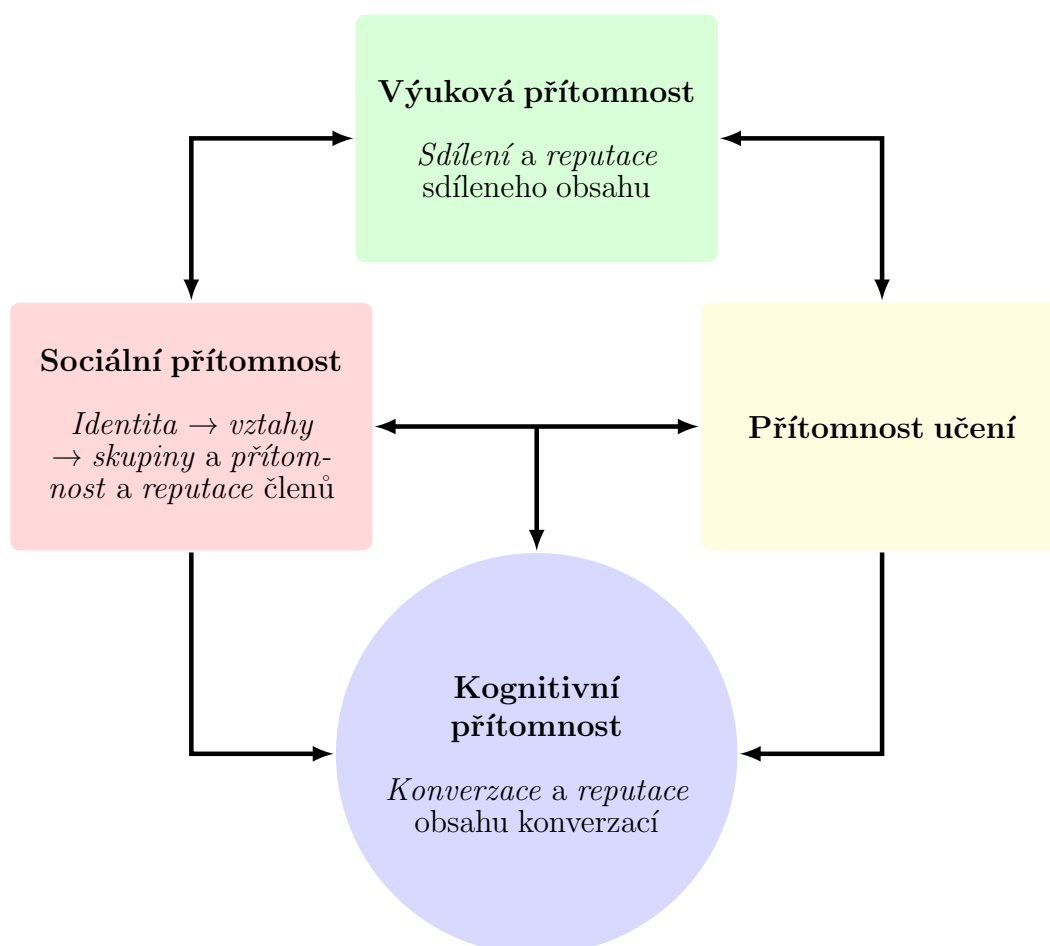 Výuková přítomnost
Sdílení a reputace
sdíleneho obsahu
Sociální přítomnost
Identita → vztahy
→ skupiny a přítom-
nost a reputace členů
Přítomnost učení
Kognitivní
přítomnost
Konverzace a reputace
obsahu konverzací